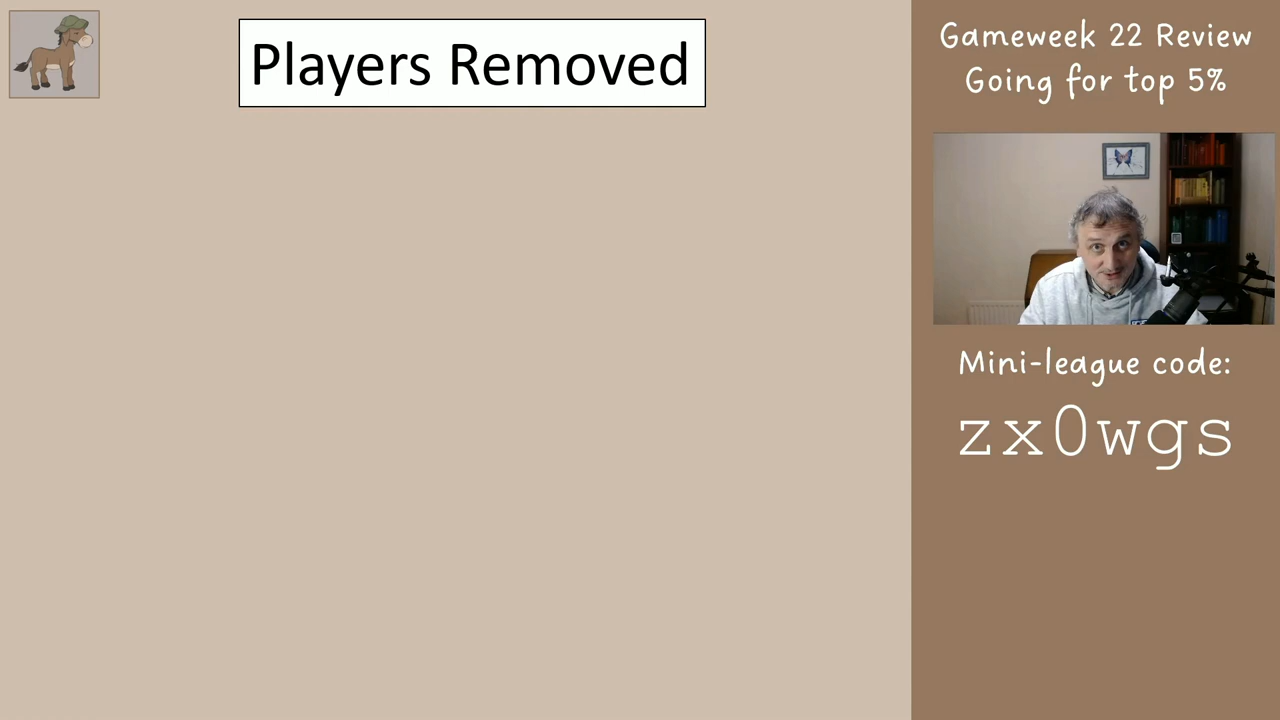 Players Removed
Gameweek 22 Review
Going for top 5%
Mini-league code:
zx0wgs